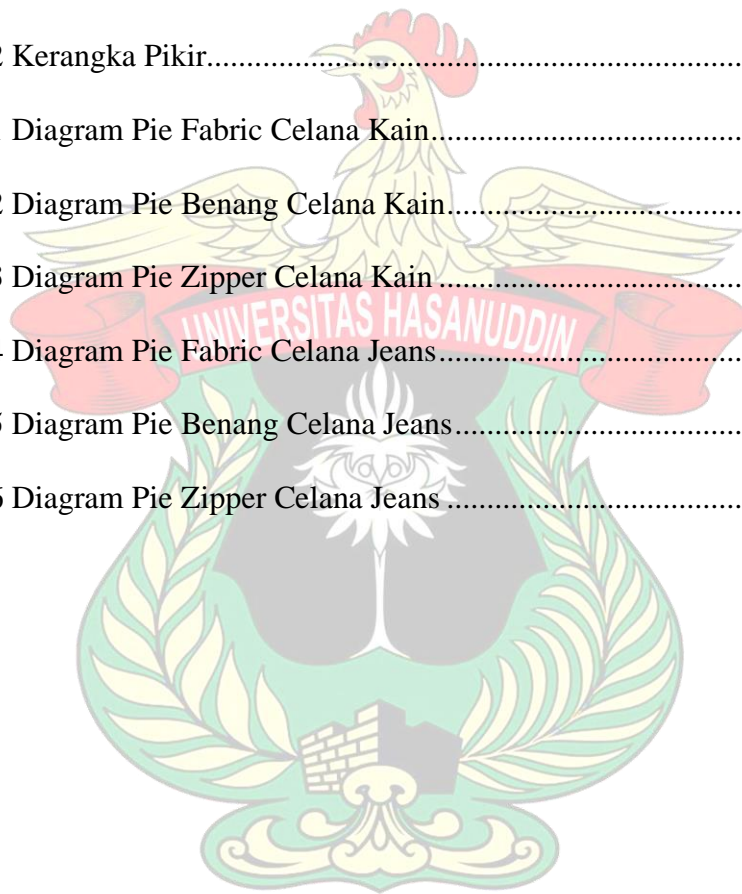 2 Kerangka Pikir..........................................................
Diagram Pie Fabric Celana Kain..................................
2 Diagram Pie Benang Celana Kain................................
3 Diagram Pie Zipper Celana Kain .................................
UNIVERSITAS HASANUDDIN
Diagram Pie Fabric Celana Jeans.................................
5 Diagram Pie Benang Celana Jeans...............................
Diagram Pie Zipper Celana Jeans ................................